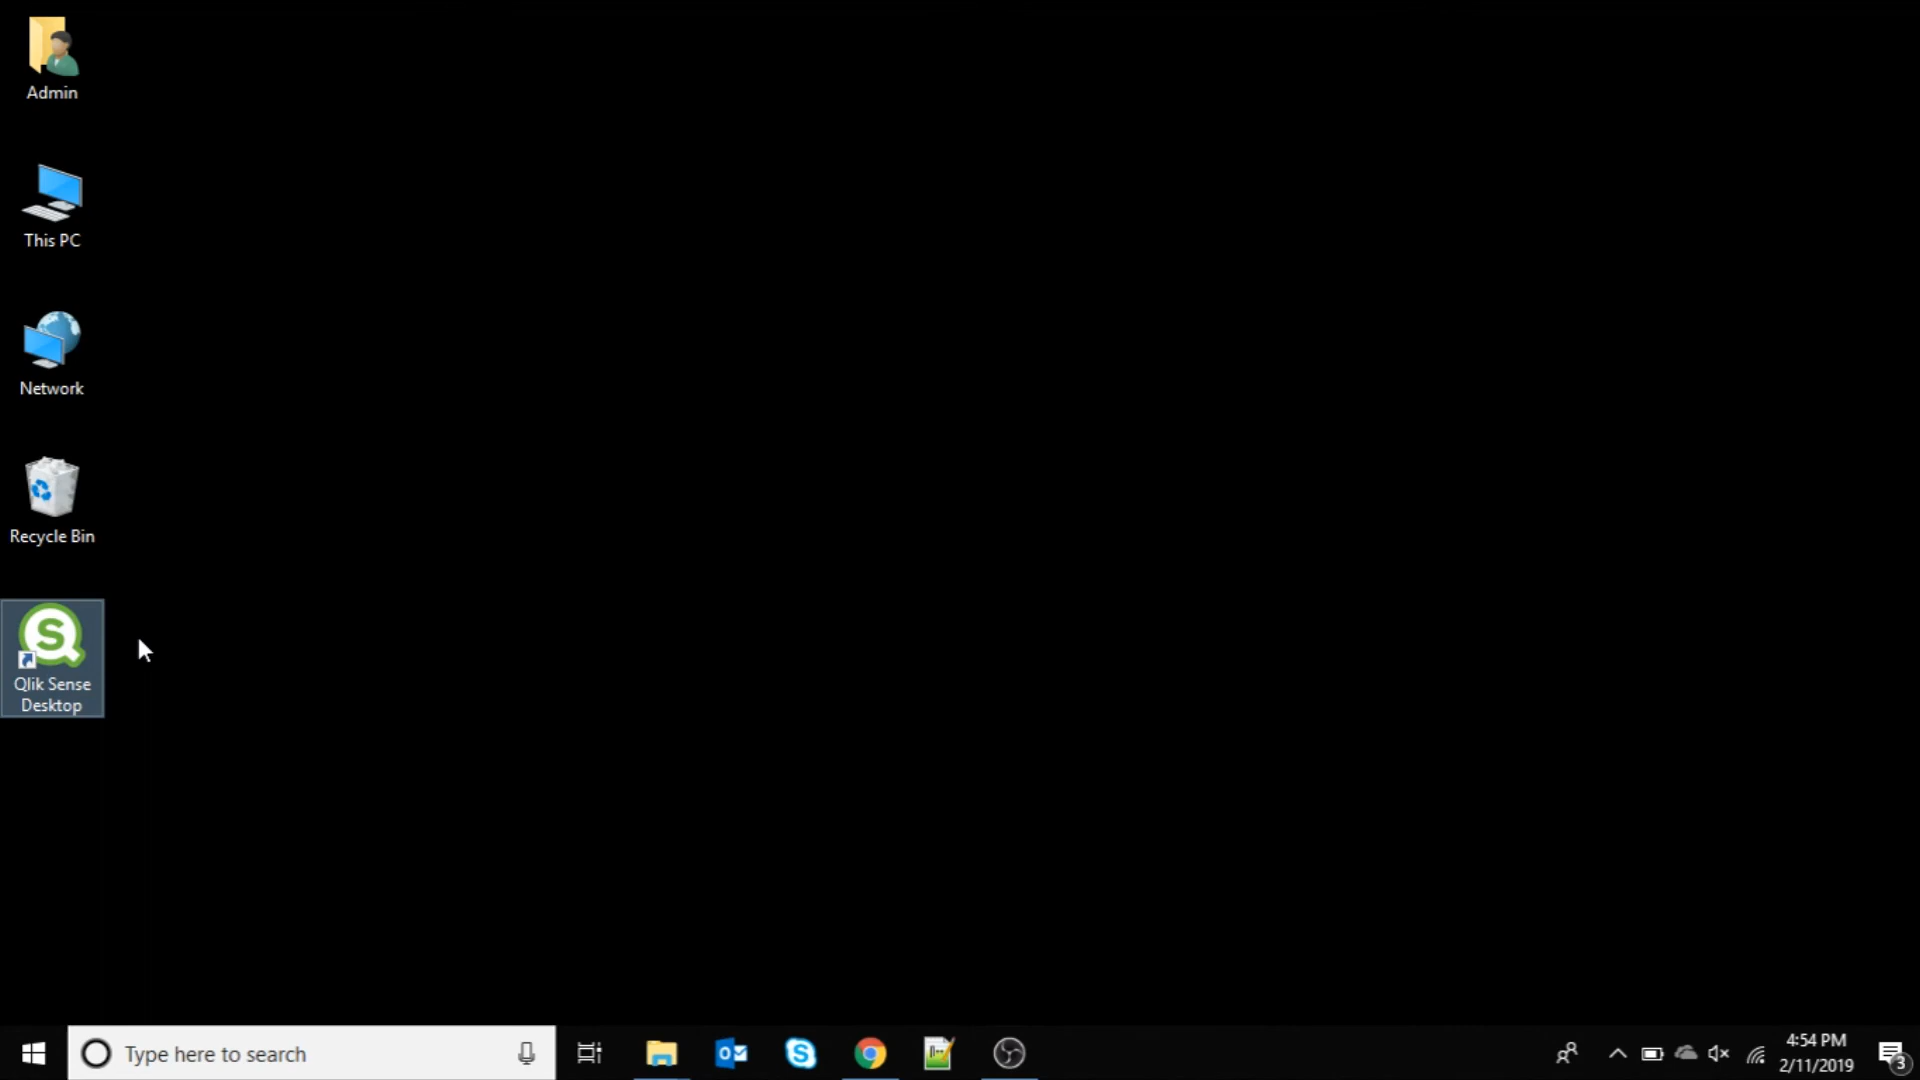 Admin
This PC
Network
Recycle Bin
S
Qlik Sense
Desktop
Type here to search
4:54 PM
2/11/2019
3